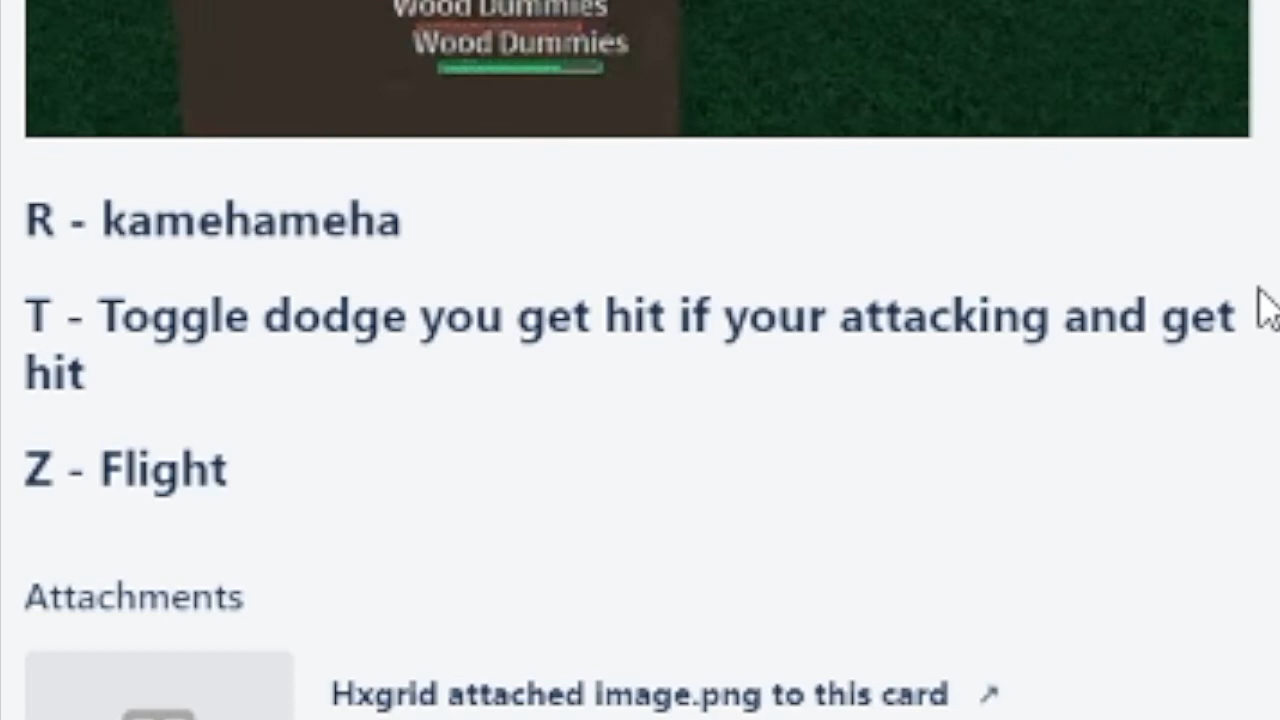 Wood Dummies
Wood Dummies
R - kamehameha
T - Toggle dodge you get hit if your attacking and get
hit
Z - Flight
Attachments
Hxgrid attached image.png to this card ↗